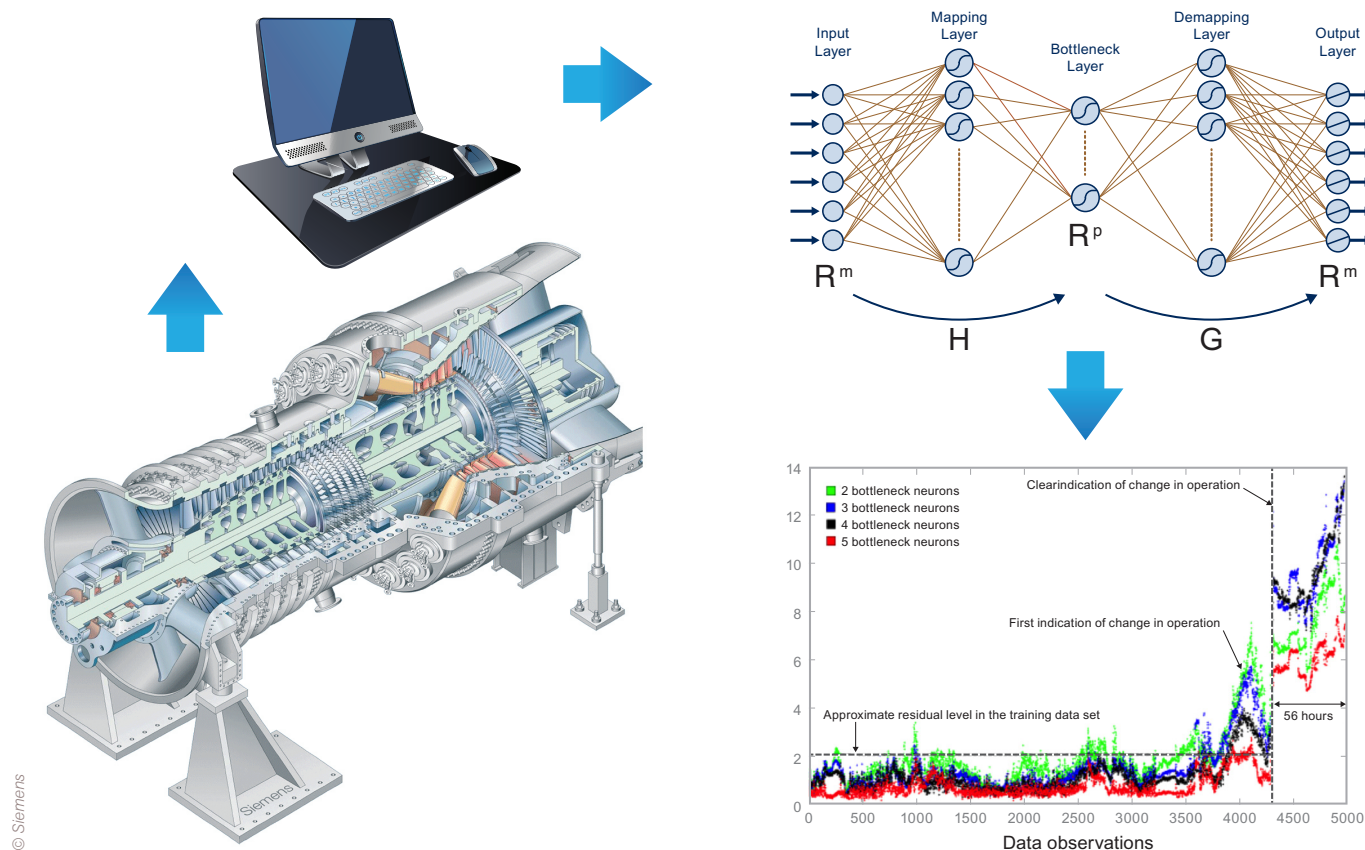 Input
Layer
Mapping
Layer
Bottleneck
Layer
Demapping
Layer
Output
Layer
R^m
R^p
R^m
H
G
Siemens
© Siemens
14
12
10
8
6
4
2
0
2 bottleneck neurons
3 bottleneck neurons
4 bottleneck neurons
5 bottleneck neurons
Clearindication of change in operation
First indication of change in operation
Approximate residual level in the training data set
56 hours
0 500 1000 1500 2000 2500 3000 3500 4000 4500 5000
Data observations